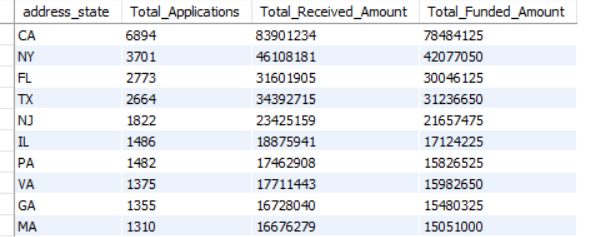 address_state Total_Applications Total_Received_Amount Total_Funded_Amount
CA 6894 83901234 78484125
NY 3701 46108181 42077050
FL 2773 31601905 30046125
TX 2664 34392715 31236650
NJ 1822 23425159 21657475
IL 1486 18875941 17124225
PA 1482 17462908 15826525
VA 1375 17711443 15982650
GA 1355 16728040 15480325
MA 1310 16676279 15051000